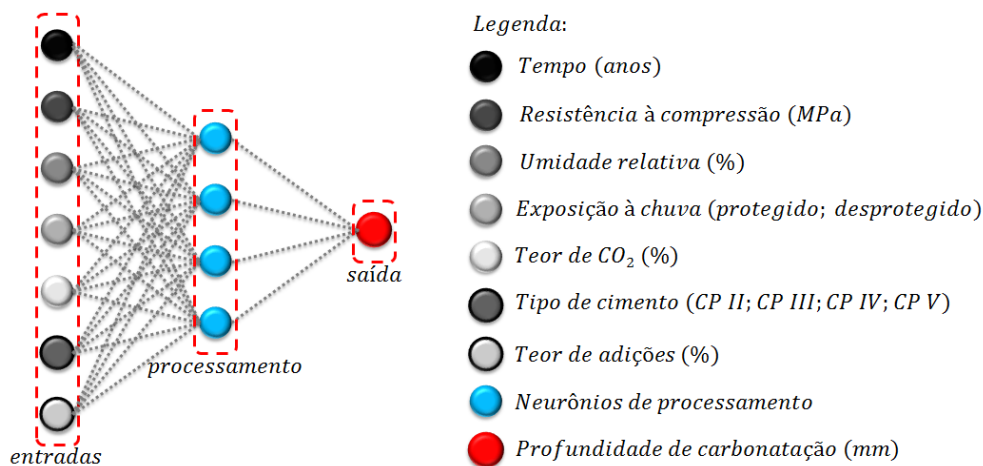 entradas
processamento
saída
Legenda:
Tempo (anos)
Resistência à compressão (MPa)
Umidade relativa (%)
Exposição à chuva (protegido; desprotegido)
Teor de CO₂ (%)
Tipo de cimento (CP II; CP III; CP IV; CP V)
Teor de adições (%)
Neurônios de processamento
Profundidade de carbonatação (mm)